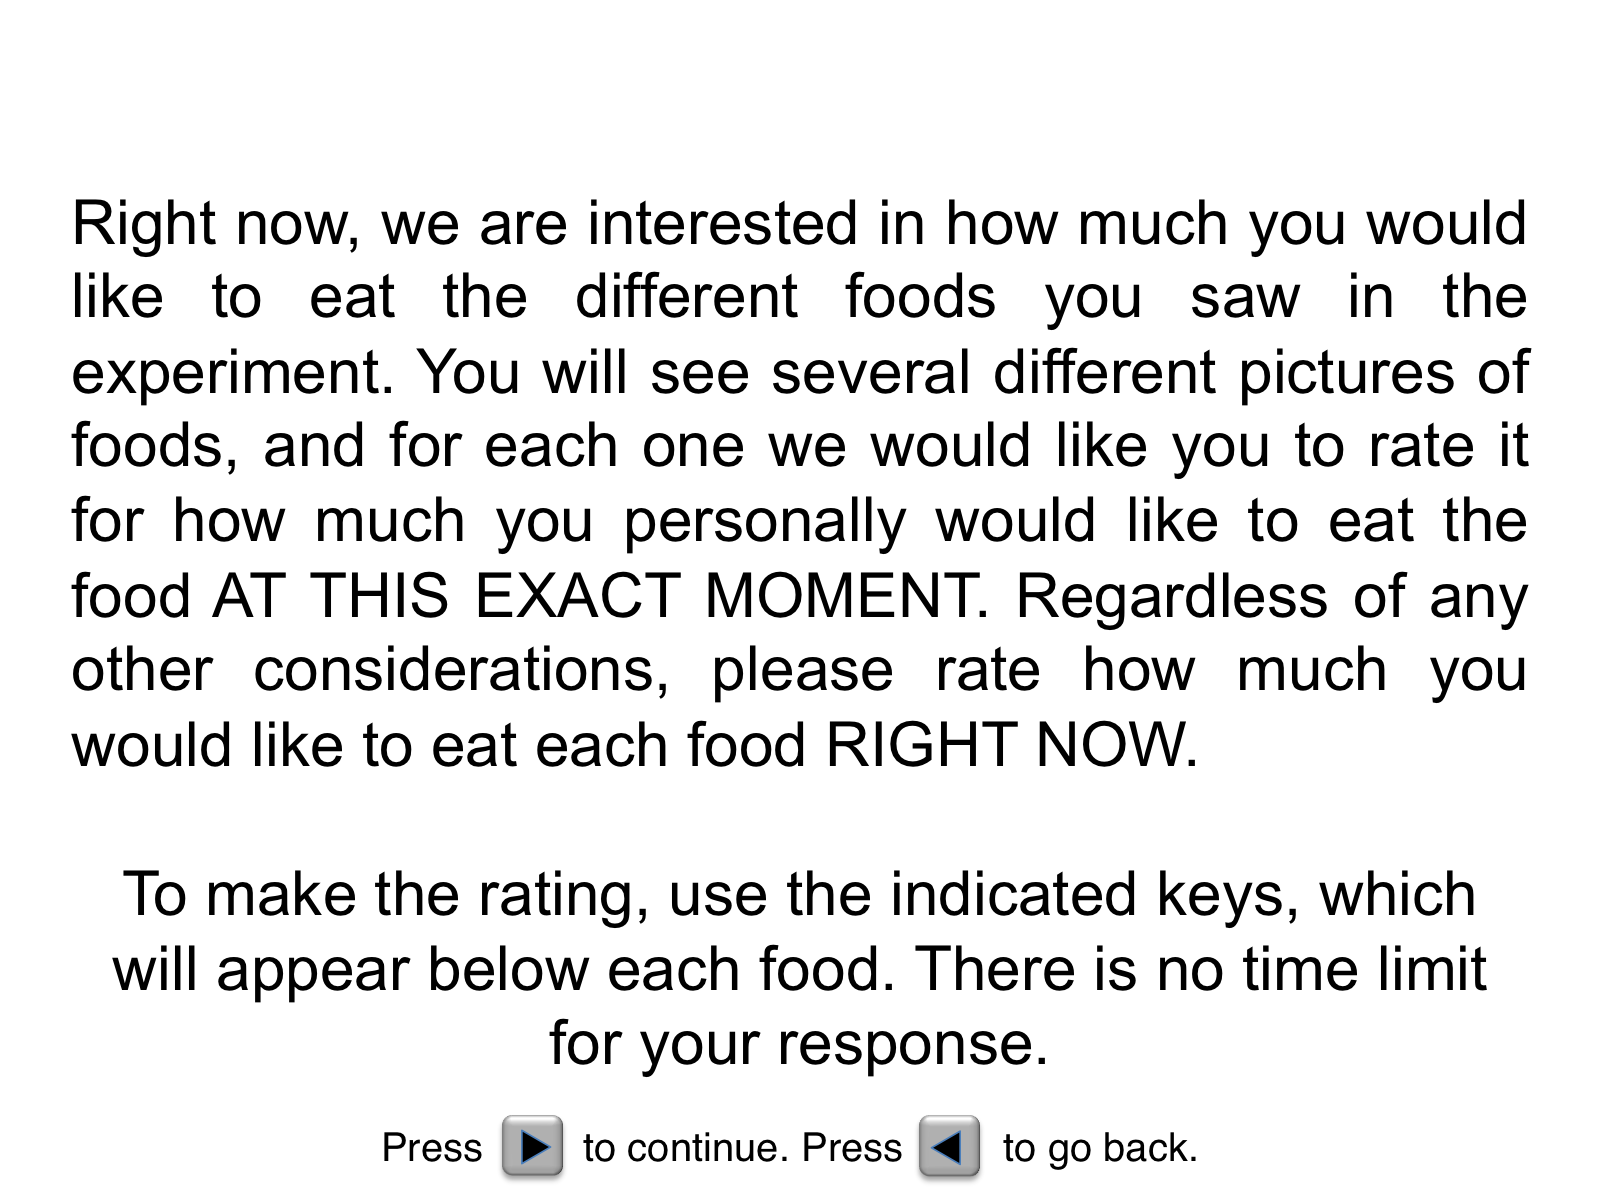 Right now, we are interested in how much you would
like to eat the different foods you saw in the
experiment. You will see several different pictures of
foods, and for each one we would like you to rate it
for how much you personally would like to eat the
food AT THIS EXACT MOMENT. Regardless of any
other considerations, please rate how much you
would like to eat each food RIGHT NOW.
To make the rating, use the indicated keys, which
will appear below each food. There is no time limit
for your response.
Press to continue. Press to go back.